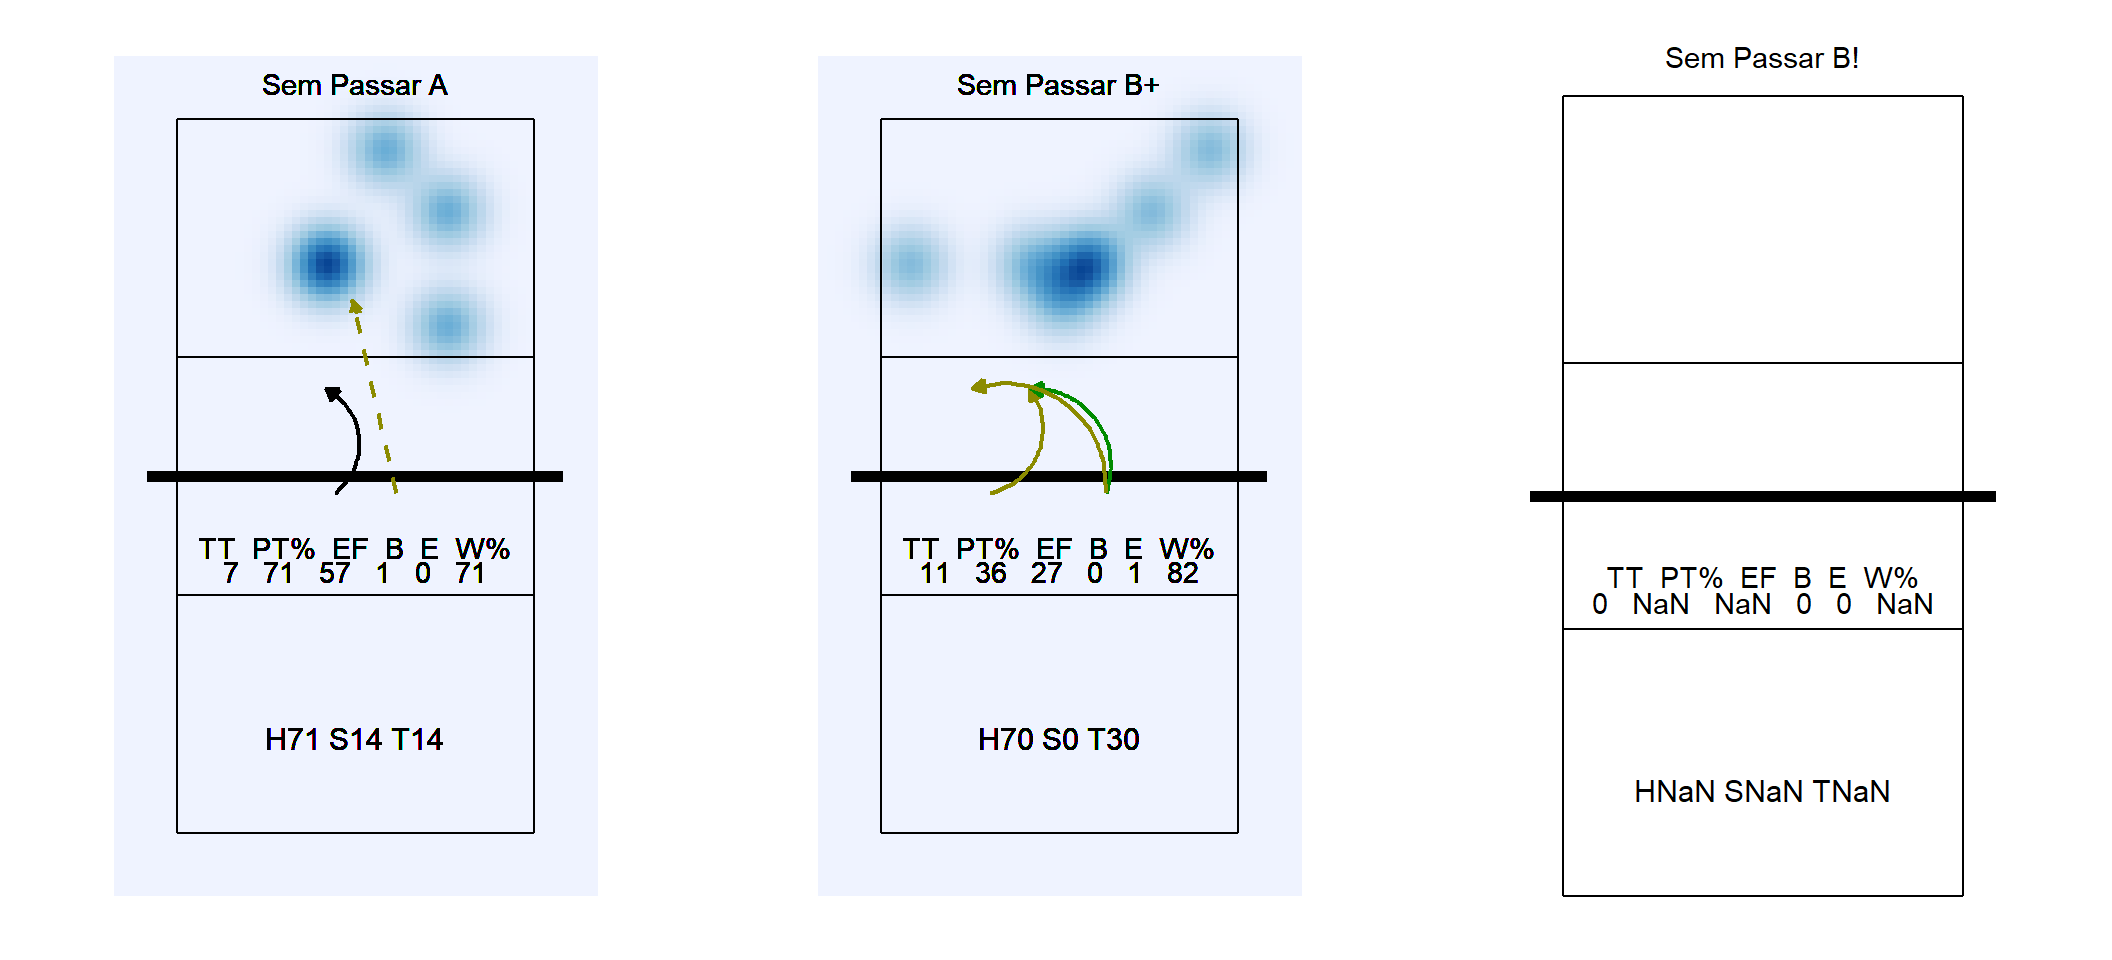 Sem Passar A
TT PT% EF B E W%
7 71 57 1 0 71
H71 S14 T14
Sem Passar B+
TT PT% EF B E W%
11 36 27 0 1 82
H70 S0 T30
Sem Passar B!
TT PT% EF B E W%
0 NaN NaN 0 0 NaN
HNaN SNaN TNaN